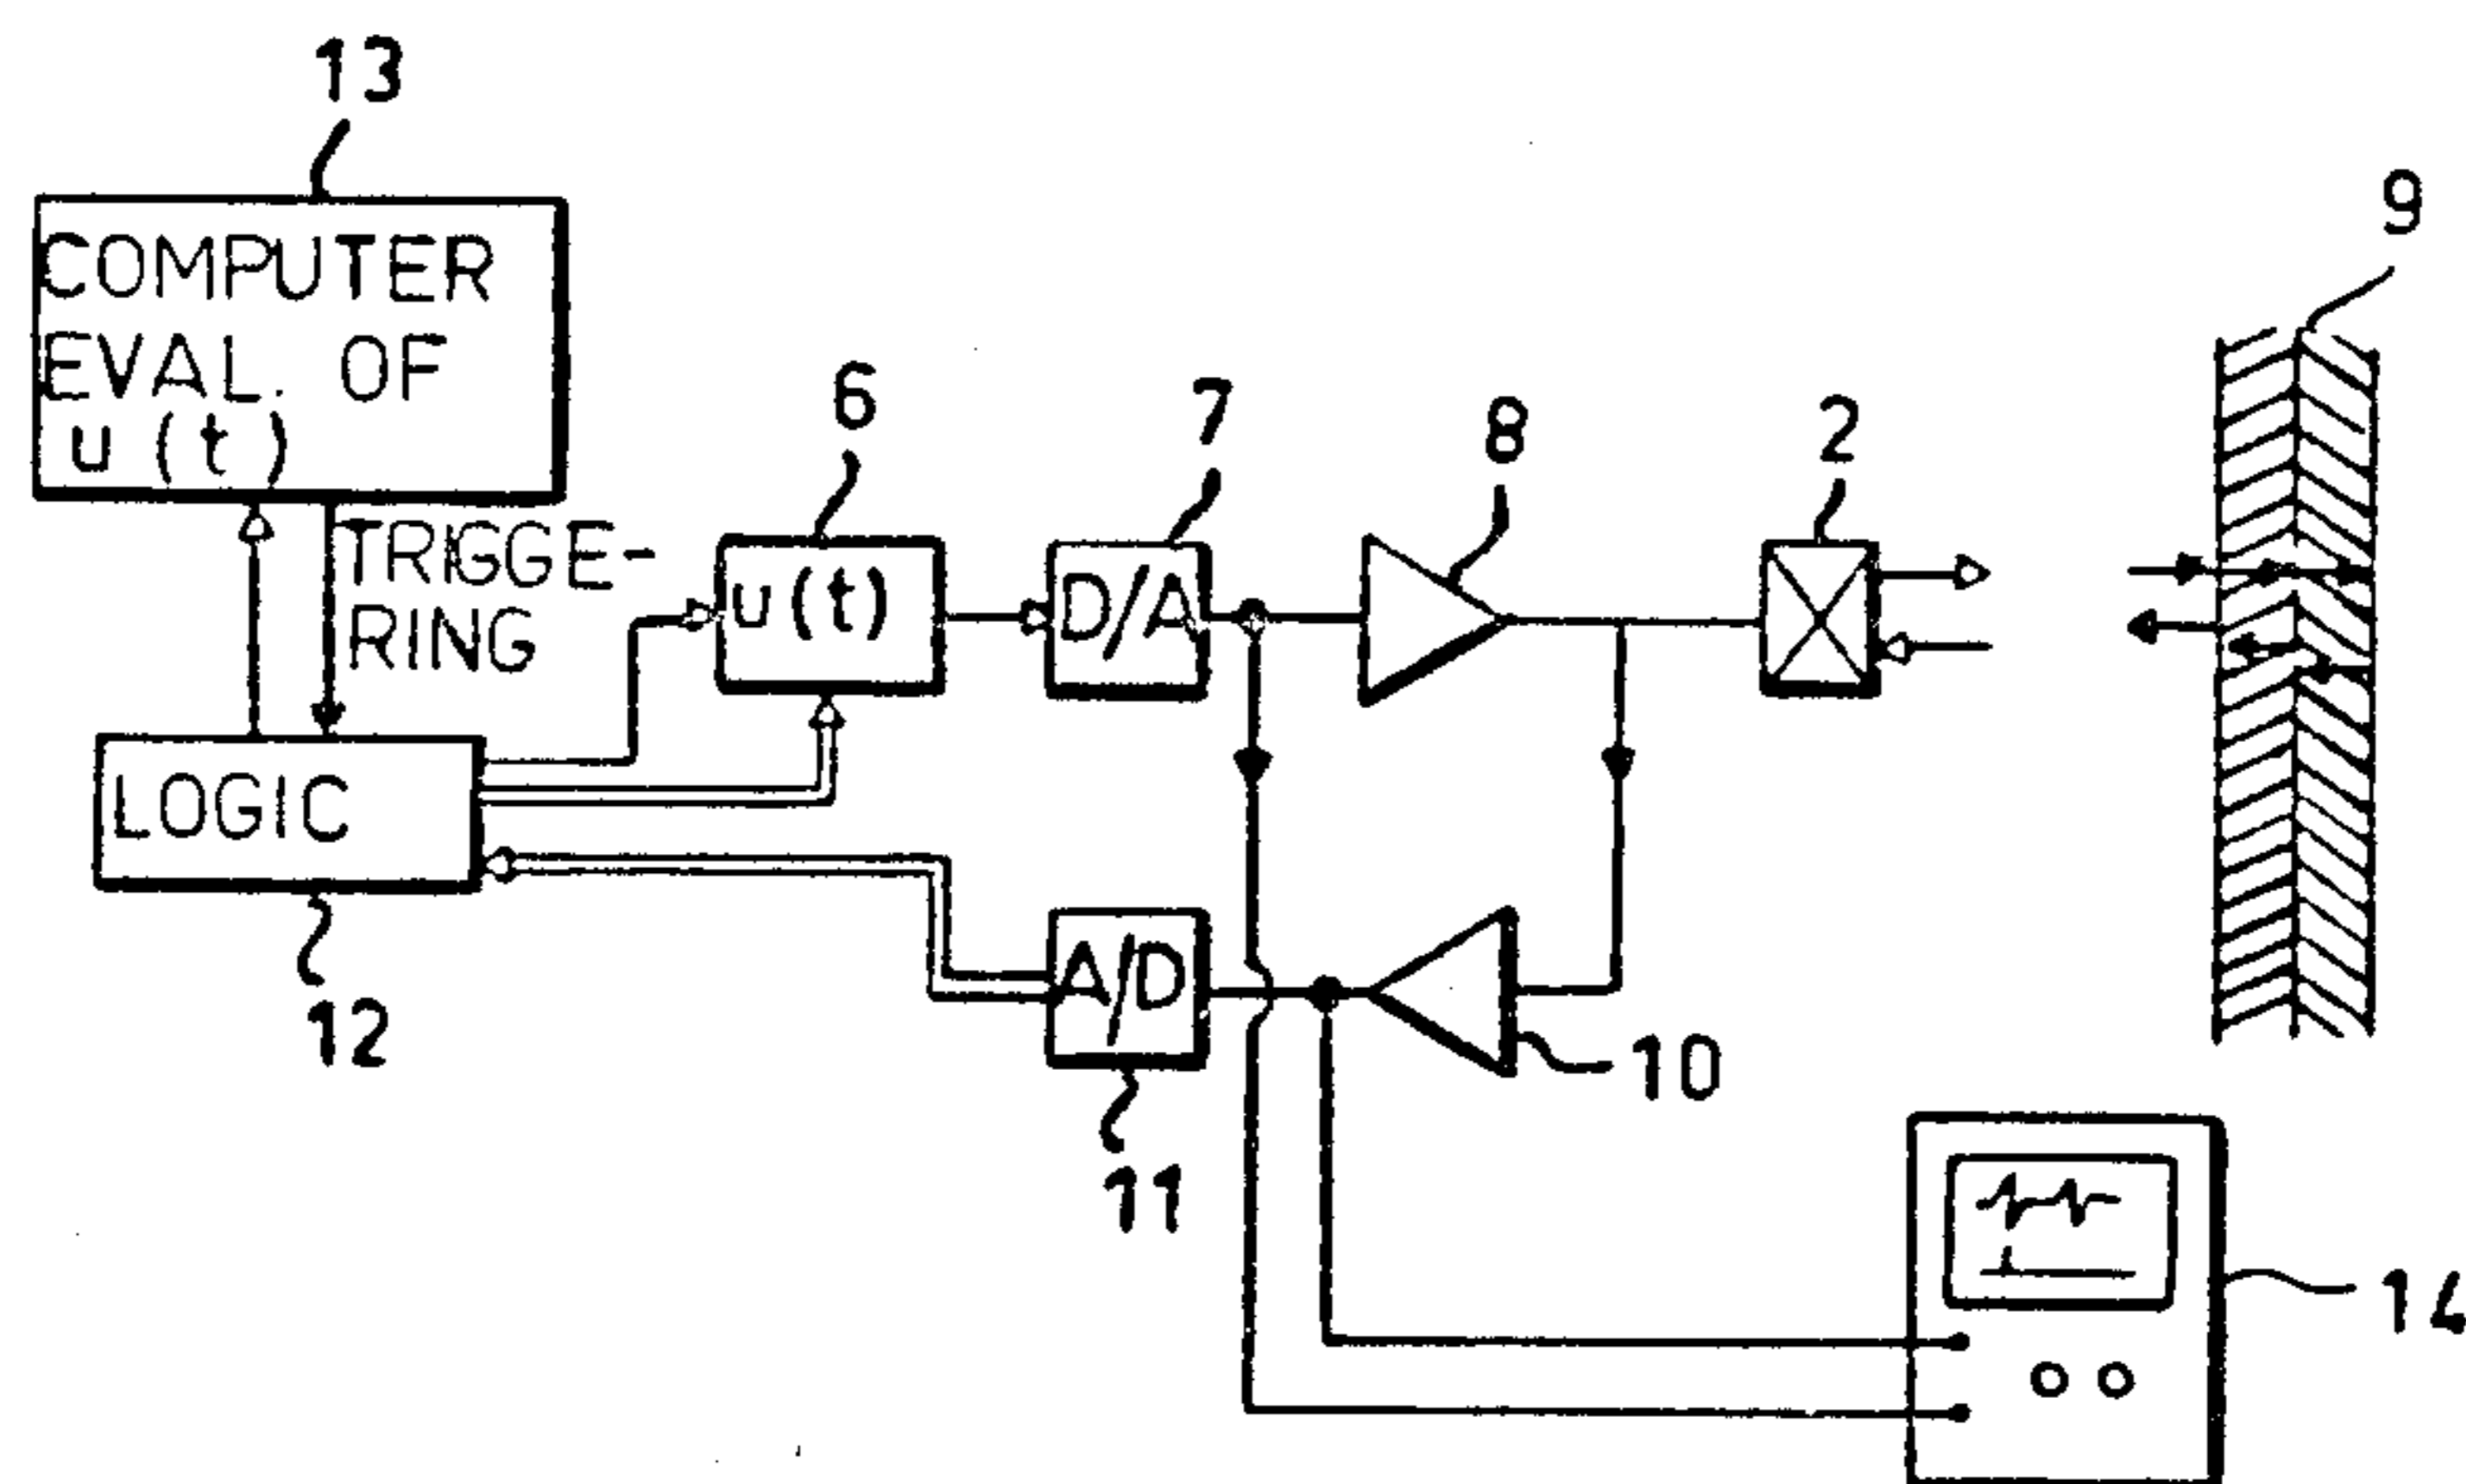 13
9
COMPUTER
EVAL. OF
u (t)
6
7
8
2
TRIGGE-
RING
u(t)
D/A
LOGIC
A/D
12
10
11
14